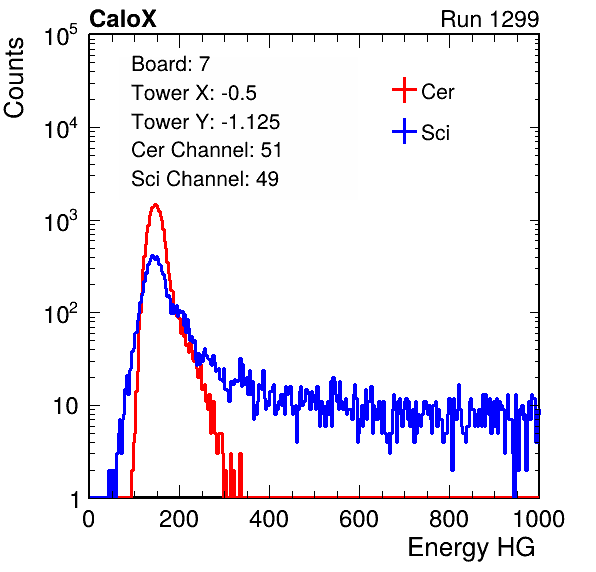 CaloX Run 1299
Counts
Board: 7
Tower X: -0.5
Tower Y: -1.125
Cer Channel: 51
Sci Channel: 49
Cer
Sci
10^5
10^4
10^3
10^2
10
1
0 200 400 600 800 1000
Energy HG